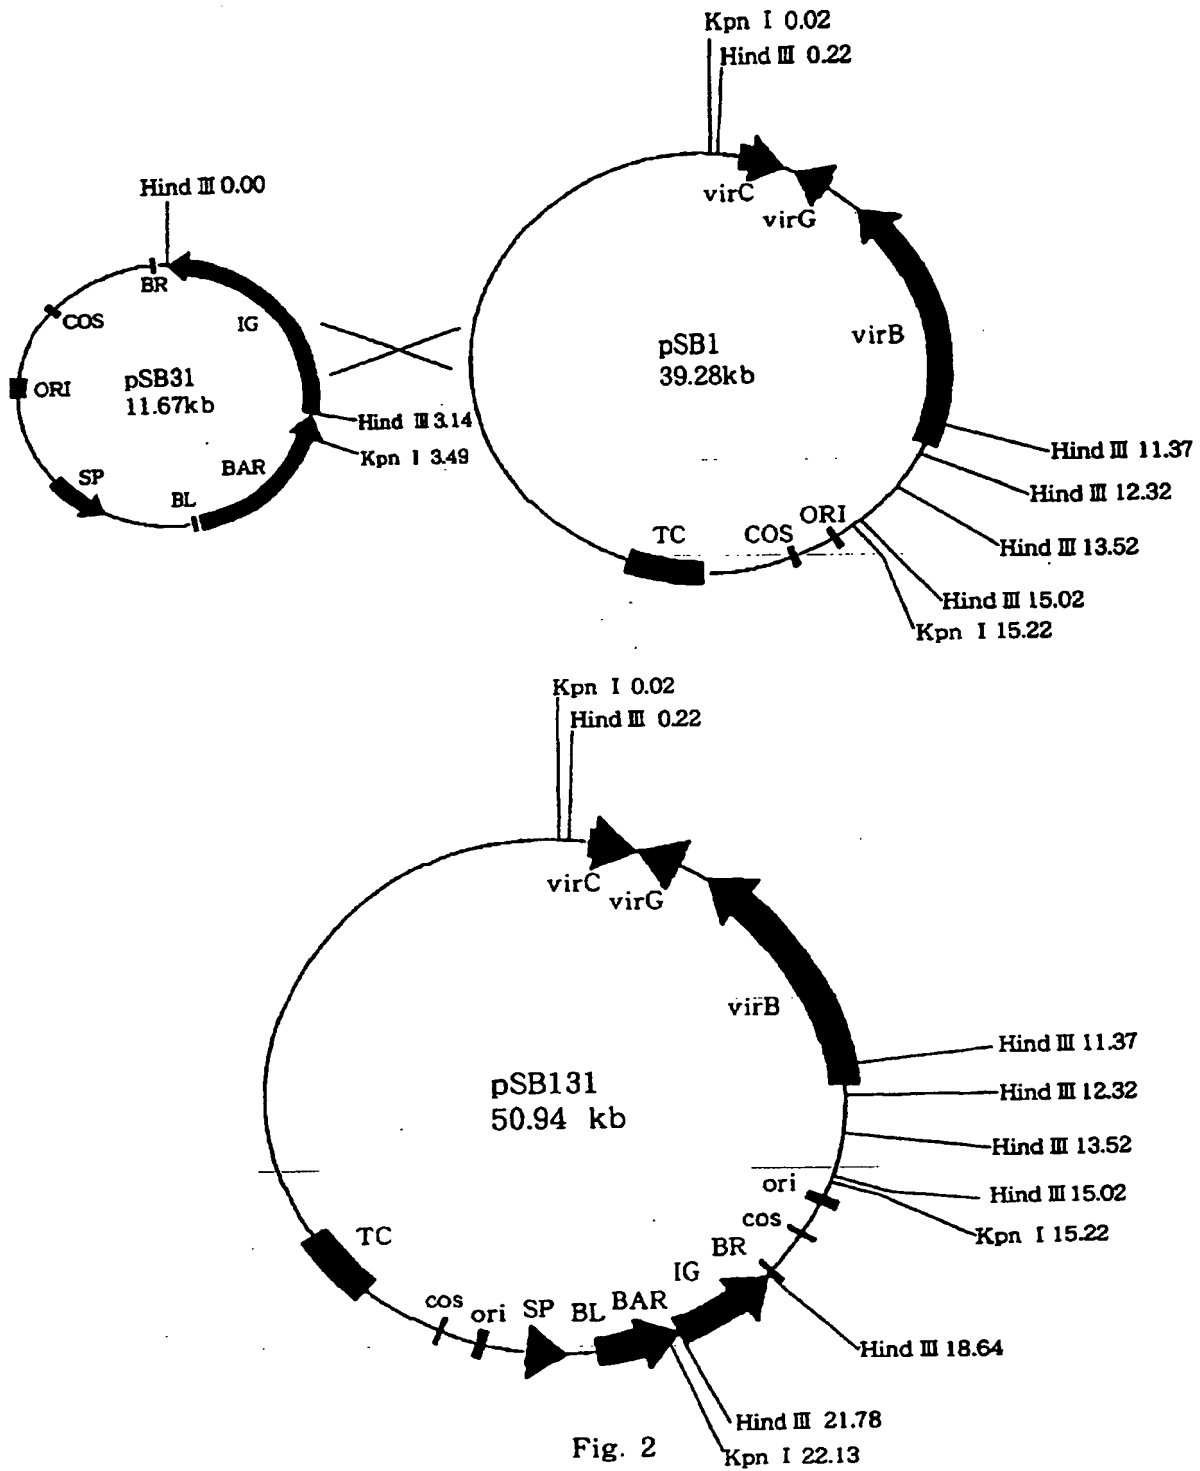 Kpn I 0.02
Hind III 0.22
virC
virG
virB
pSB1
39.28kb
Hind III 11.37
Hind III 12.32
Hind III 13.52
Hind III 15.02
Kpn I 15.22
ORI
COS
TC
Hind III 0.00
BR
COS
IG
pSB31
11.67kb
ORI
Hind III 3.14
Kpn I 3.49
BAR
SP
BL
Kpn I 0.02
Hind III 0.22
virC
virG
virB
pSB131
50.94 kb
Hind III 11.37
Hind III 12.32
Hind III 13.52
Hind III 15.02
Kpn I 15.22
ori
cos
BR
IG
BAR
BL
SP
ori
cos
TC
Hind III 18.64
Hind III 21.78
Kpn I 22.13
Fig. 2